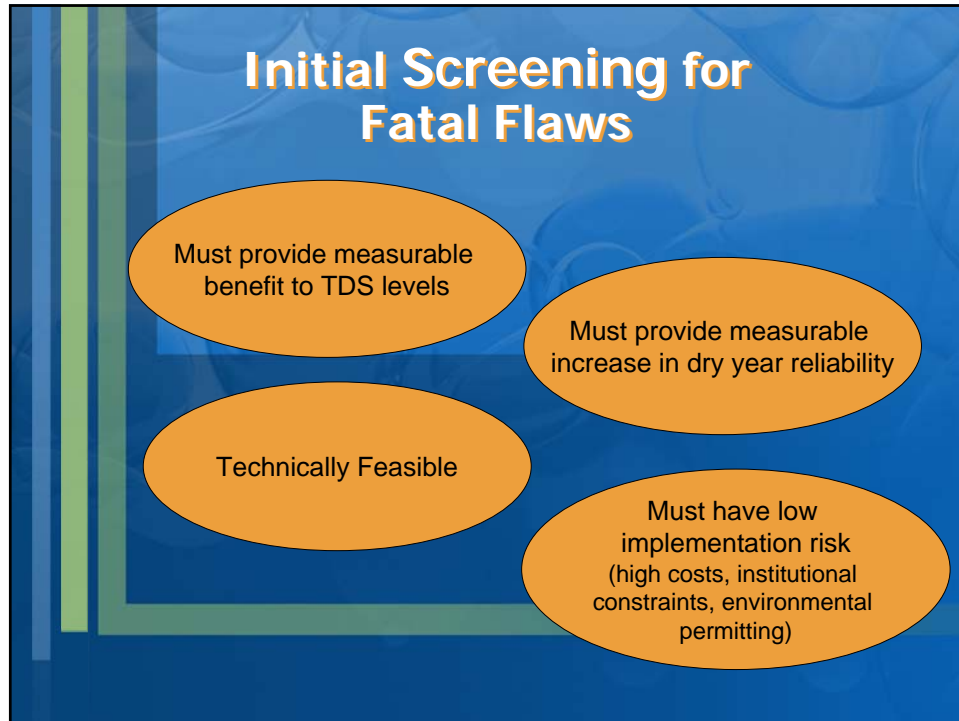 Initial Screening for
Fatal Flaws
Must provide measurable
benefit to TDS levels
Must provide measurable
increase in dry year reliability
Technically Feasible
Must have low
implementation risk
(high costs, institutional
constraints, environmental
permitting)